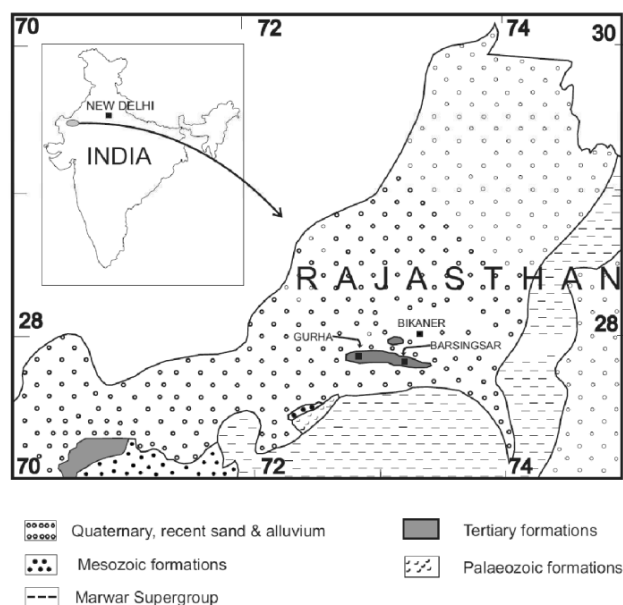 70 72 74 30
NEW DELHI
INDIA
RAJASTHAN
28 BIKANER 28
GURHA
BARSINGSAR
70 72 74
Quaternary, recent sand & alluvium
Tertiary formations
Mesozoic formations
Palaeozoic formations
Marwar Supergroup